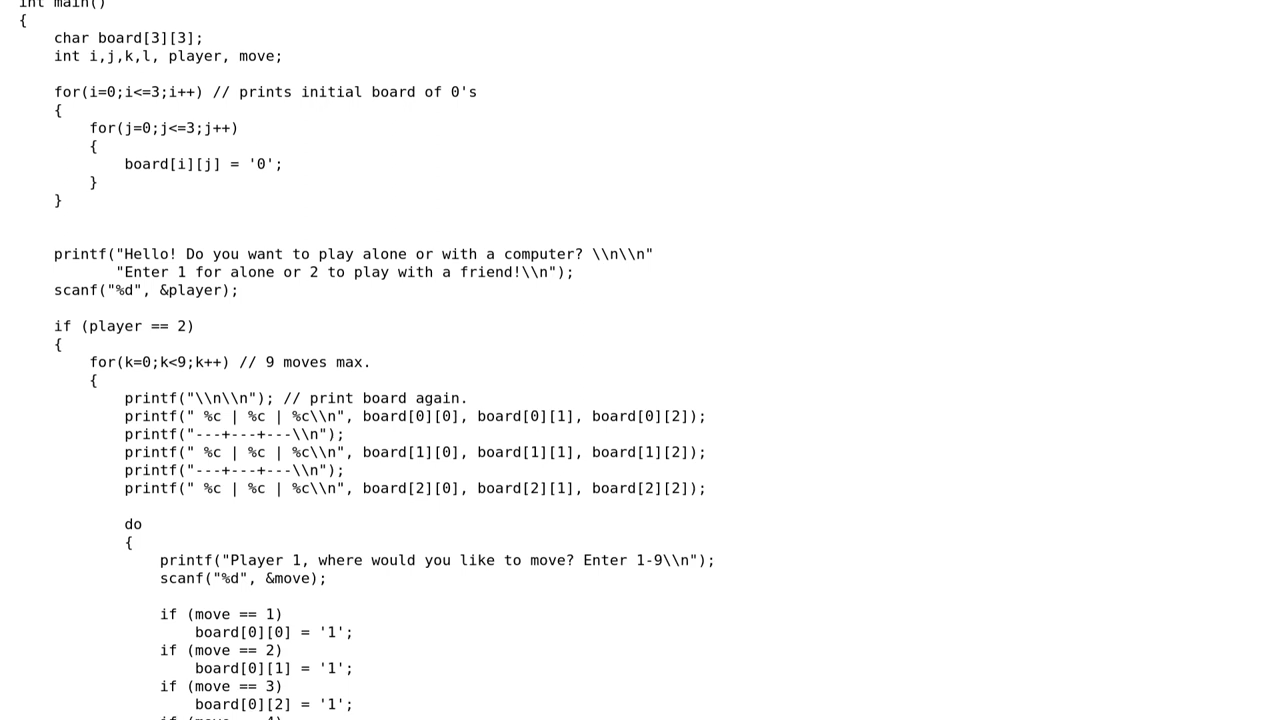 int main()
{
    char board[3][3];
    int i,j,k,l, player, move;

    for(i=0;i<=3;i++) // prints initial board of 0's
    {
        for(j=0;j<=3;j++)
        {
            board[i][j] = '0';
        }
    }


    printf("Hello! Do you want to play alone or with a computer? \\n\\n"
           "Enter 1 for alone or 2 to play with a friend!\\n");
    scanf("%d", &player);

    if (player == 2)
    {
        for(k=0;k<9;k++) // 9 moves max.
        {
            printf("\\n\\n"); // print board again.
            printf(" %c | %c | %c\\n", board[0][0], board[0][1], board[0][2]);
            printf("---+---+---\\n");
            printf(" %c | %c | %c\\n", board[1][0], board[1][1], board[1][2]);
            printf("---+---+---\\n");
            printf(" %c | %c | %c\\n", board[2][0], board[2][1], board[2][2]);

            do
            {
                printf("Player 1, where would you like to move? Enter 1-9\\n");
                scanf("%d", &move);

                if (move == 1)
                    board[0][0] = '1';
                if (move == 2)
                    board[0][1] = '1';
                if (move == 3)
                    board[0][2] = '1';
                if (move == 4)